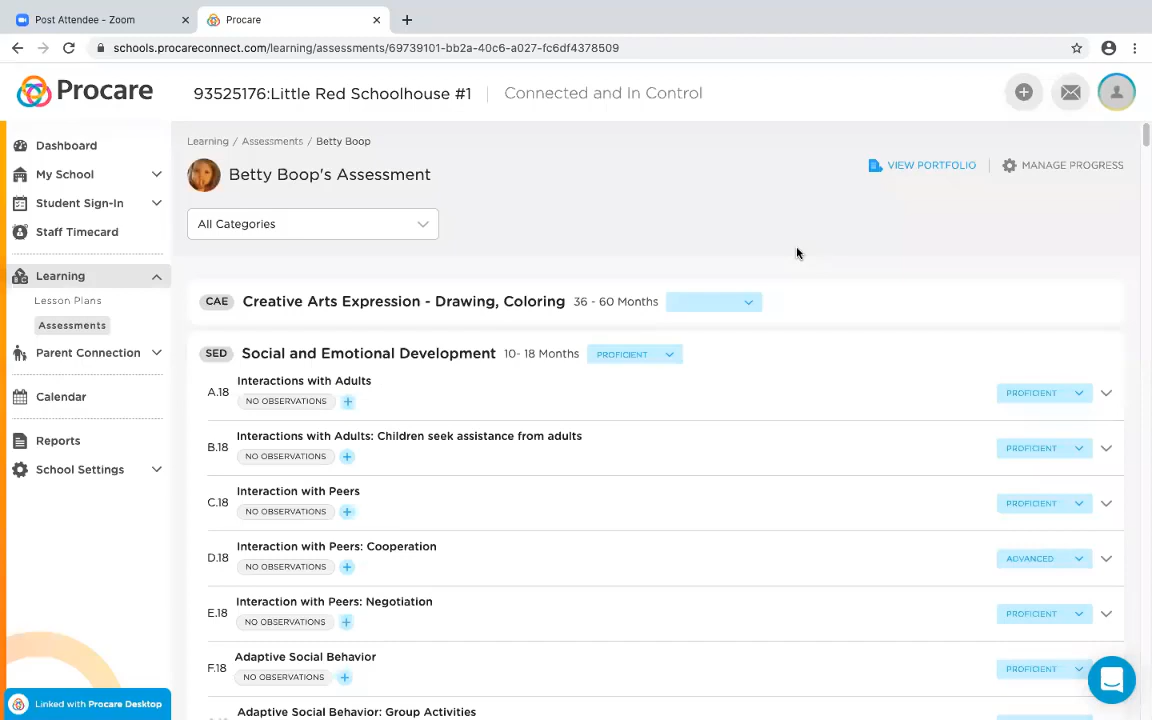 Post Attendee - Zoom
Procare
schools.procareconnect.com/learning/assessments/69739101-bb2a-40c6-a027-fc6df4378509
Procare
93525176:Little Red Schoolhouse #1
Connected and In Control
Dashboard
My School
Student Sign-In
Staff Timecard
Learning
Lesson Plans
Assessments
Parent Connection
Calendar
Reports
School Settings
Linked with Procare Desktop
Learning / Assessments / Betty Boop
Betty Boop's Assessment
VIEW PORTFOLIO
MANAGE PROGRESS
All Categories
CAE Creative Arts Expression - Drawing, Coloring 36 - 60 Months
SED Social and Emotional Development 10- 18 Months PROFICIENT
A.18 Interactions with Adults PROFICIENT
NO OBSERVATIONS
B.18 Interactions with Adults: Children seek assistance from adults PROFICIENT
NO OBSERVATIONS
C.18 Interaction with Peers PROFICIENT
NO OBSERVATIONS
D.18 Interaction with Peers: Cooperation ADVANCED
NO OBSERVATIONS
E.18 Interaction with Peers: Negotiation PROFICIENT
NO OBSERVATIONS
F.18 Adaptive Social Behavior PROFICIENT
NO OBSERVATIONS
Adaptive Social Behavior: Group Activities